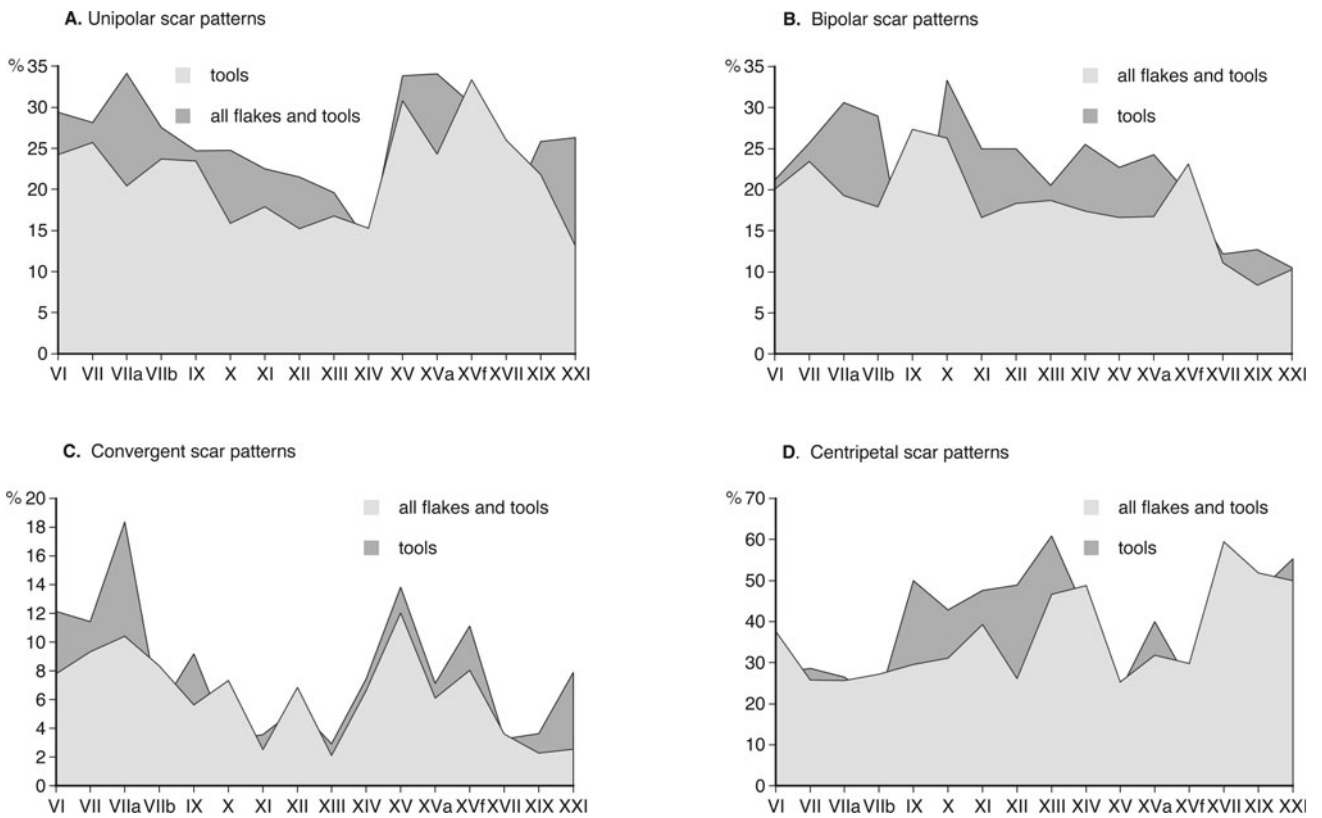 A. Unipolar scar patterns
% 35
30
25
20
15
10
5
0
tools
all flakes and tools
VI VII VIIa VIIb IX X XI XII XIII XIV XV XVa XVf XVII XIX XXI
B. Bipolar scar patterns
% 35
30
25
20
15
10
5
0
all flakes and tools
tools
VI VII VIIa VIIb IX X XI XII XIII XIV XV XVa XVf XVII XIX XXI
C. Convergent scar patterns
% 20
18
16
14
12
10
8
6
4
2
0
all flakes and tools
tools
VI VII VIIa VIIb IX X XI XII XIII XIV XV XVa XVf XVII XIX XXI
D. Centripetal scar patterns
% 70
60
50
40
30
20
10
0
all flakes and tools
tools
VI VII VIIa VIIb IX X XI XII XIII XIV XV XVa XVf XVII XIX XXI